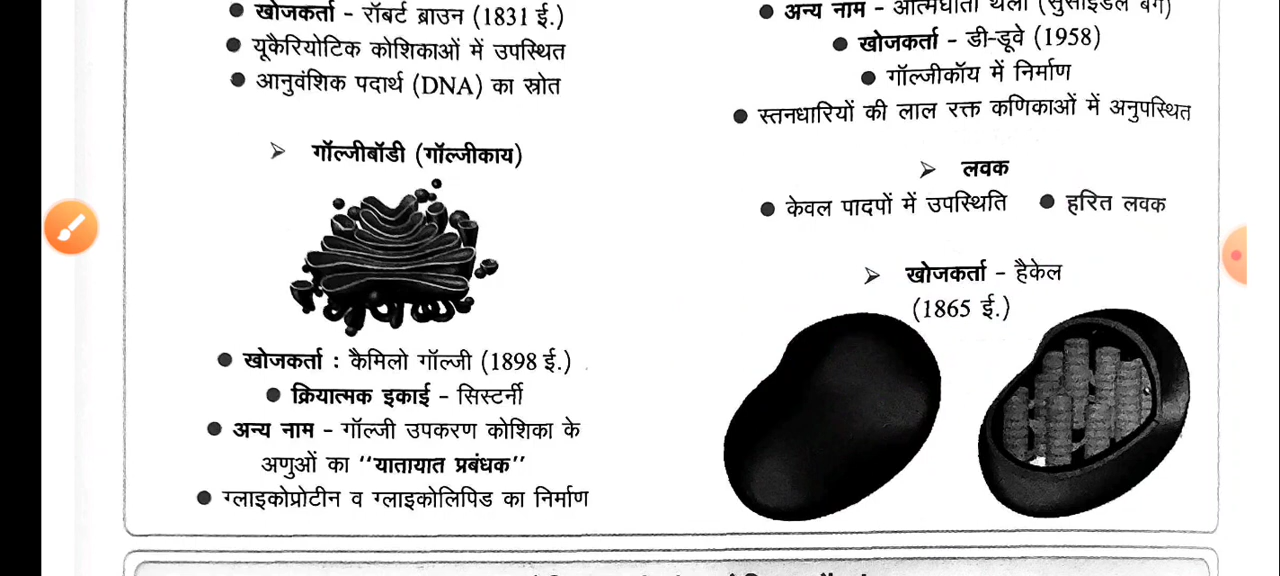 ● खोजकर्ता - रॉबर्ट ब्राउन (1831 ई.)
● यूकैरियोटिक कोशिकाओं में उपस्थित
● आनुवंशिक पदार्थ (DNA) का स्रोत
➢ गॉल्जीबॉडी (गॉल्जीकाय)
● खोजकर्ता : कैमिलो गॉल्जी (1898 ई.)
● क्रियात्मक इकाई - सिस्टर्नी
● अन्य नाम - गॉल्जी उपकरण कोशिका के
अणुओं का ‘‘यातायात प्रबंधक’’
● ग्लाइकोप्रोटीन व ग्लाइकोलिपिड का निर्माण
● अन्य नाम - आत्मघाती थैली (सुसाइडल बैग)
● खोजकर्ता - डी-डूवे (1958)
● गॉल्जीकॉय में निर्माण
● स्तनधारियों की लाल रक्त कणिकाओं में अनुपस्थित
➢ लवक
● केवल पादपों में उपस्थिति ● हरित लवक
➢ खोजकर्ता - हैकेल
(1865 ई.)